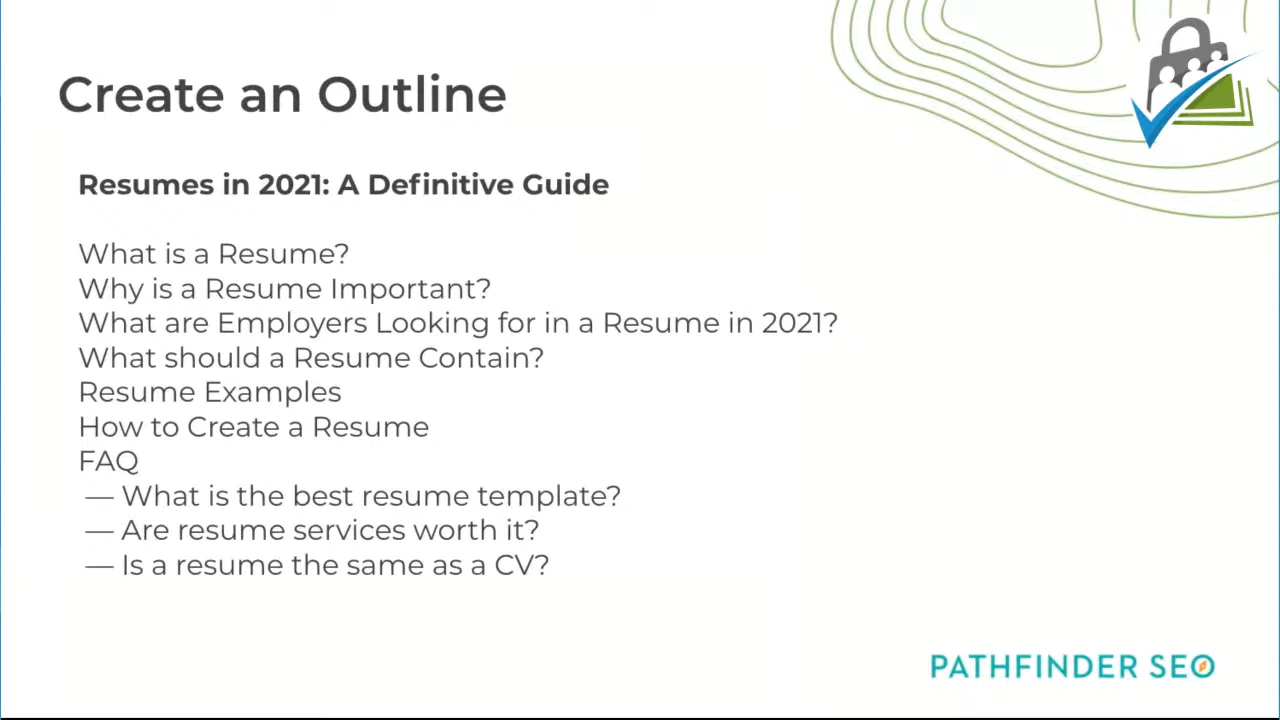 Create an Outline
Resumes in 2021: A Definitive Guide
What is a Resume?
Why is a Resume Important?
What are Employers Looking for in a Resume in 2021?
What should a Resume Contain?
Resume Examples
How to Create a Resume
FAQ
— What is the best resume template?
— Are resume services worth it?
— Is a resume the same as a CV?
PATHFINDER SEO